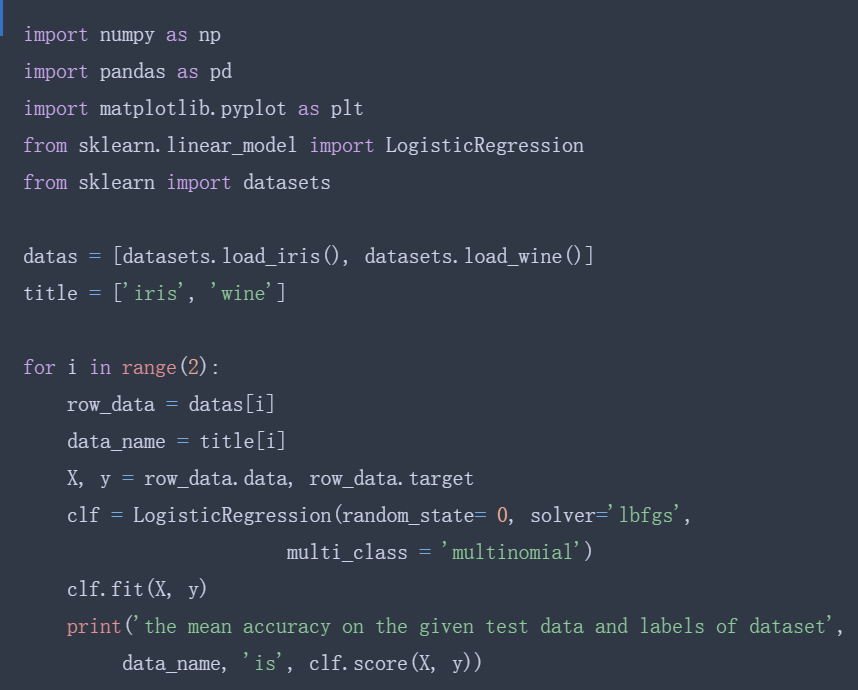 import numpy as np
import pandas as pd
import matplotlib.pyplot as plt
from sklearn.linear_model import LogisticRegression
from sklearn import datasets

datas = [datasets.load_iris(), datasets.load_wine()]
title = ['iris', 'wine']

for i in range(2):
    row_data = datas[i]
    data_name = title[i]
    X, y = row_data.data, row_data.target
    clf = LogisticRegression(random_state= 0, solver='lbfgs',
                        multi_class = 'multinomial')
    clf.fit(X, y)
    print('the mean accuracy on the given test data and labels of dataset',
         data_name, 'is', clf.score(X, y))